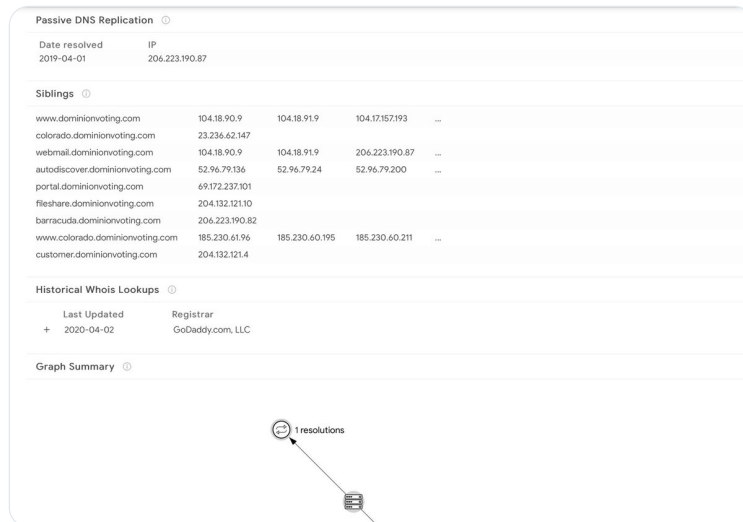 Passive DNS Replication
Date resolved IP
2019-04-01 206.223.190.87
Siblings
www.dominionvoting.com 104.18.90.9 104.18.91.9 104.17.157.193 ...
colorado.dominionvoting.com 23.236.62.147
webmail.dominionvoting.com 104.18.90.9 104.18.91.9 206.223.190.87 ...
autodiscover.dominionvoting.com 52.96.79.136 52.96.79.24 52.96.79.200 ...
portal.dominionvoting.com 69.172.237.101
fileshare.dominionvoting.com 204.132.121.10
barracuda.dominionvoting.com 206.223.190.82
www.colorado.dominionvoting.com 185.230.61.96 185.230.60.195 185.230.60.211 ...
customer.dominionvoting.com 204.132.121.4
Historical Whois Lookups
Last Updated Registrar
+ 2020-04-02 GoDaddy.com, LLC
Graph Summary
1 resolutions